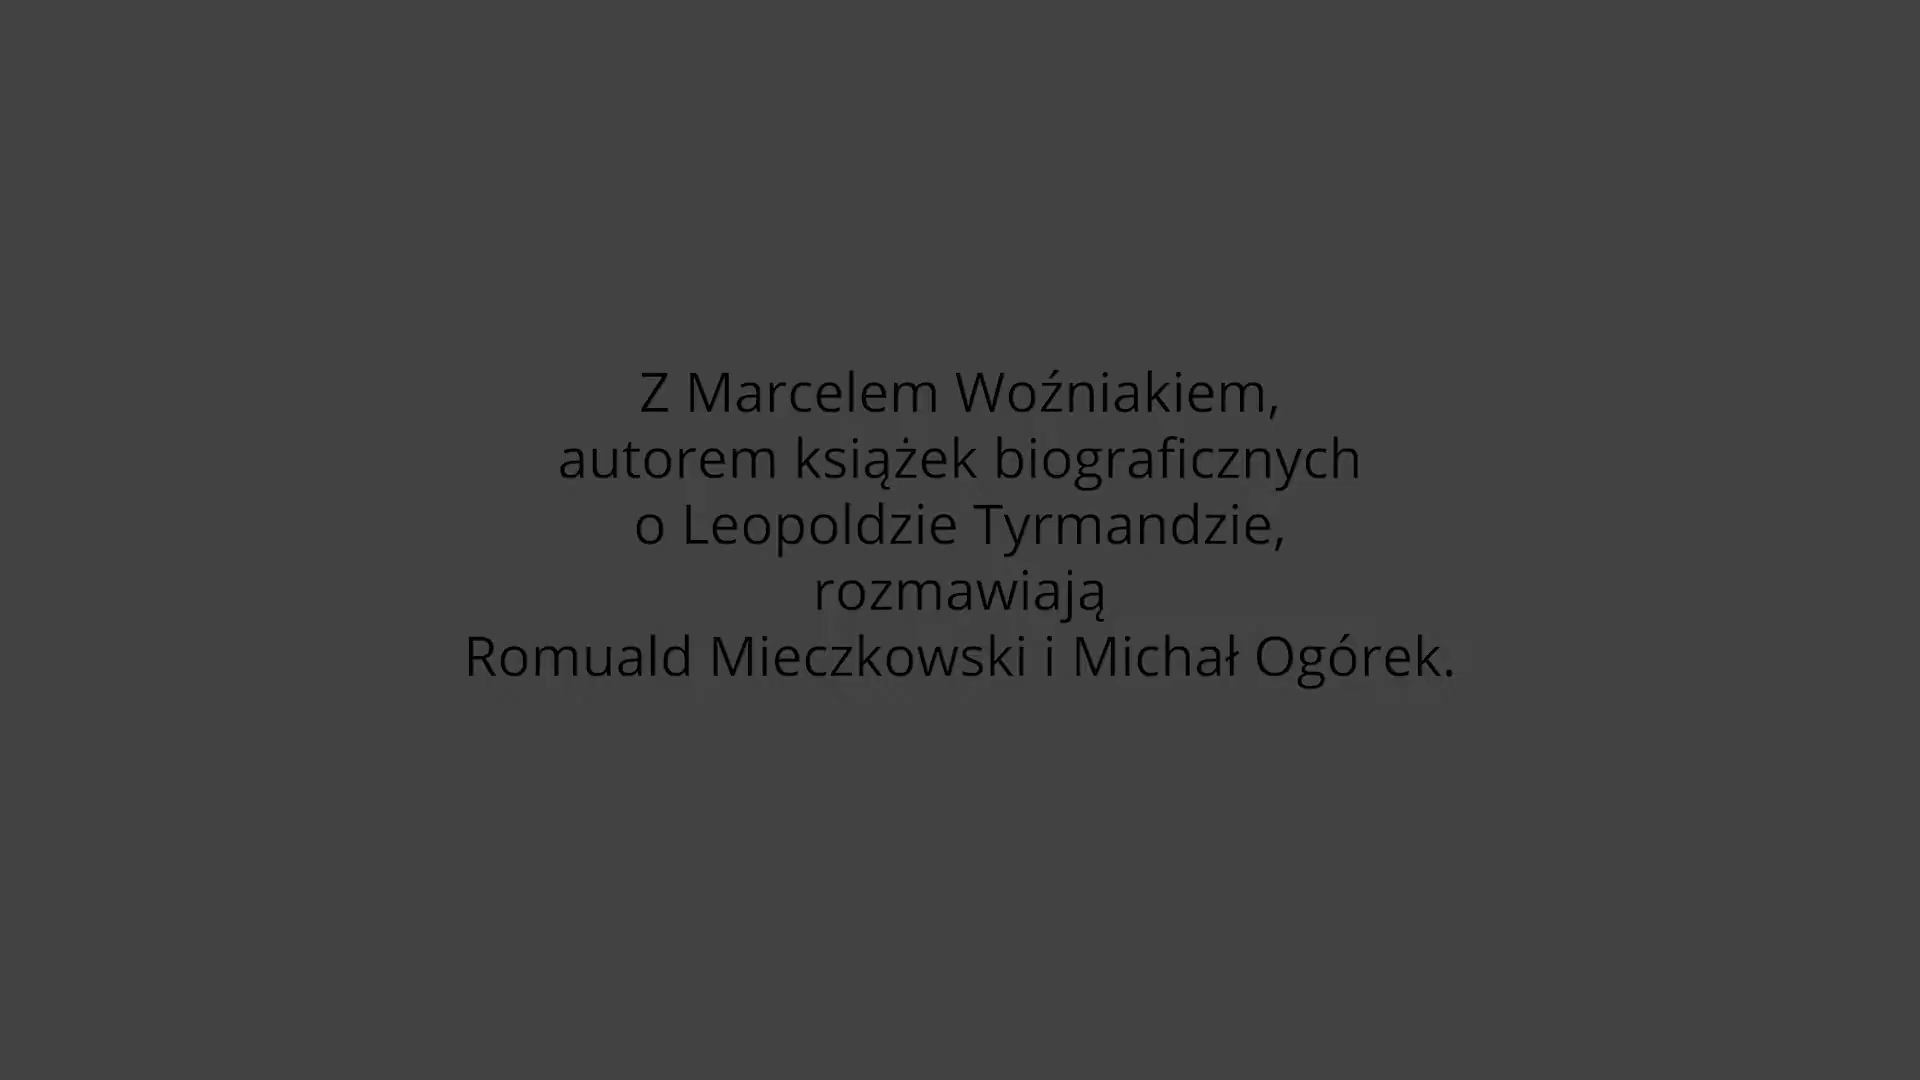 Z Marcelem Woźniakiem,
autorem książek biograficznych
o Leopoldzie Tyrmandzie,
rozmawiają
Romuald Mieczkowski i Michał Ogórek.